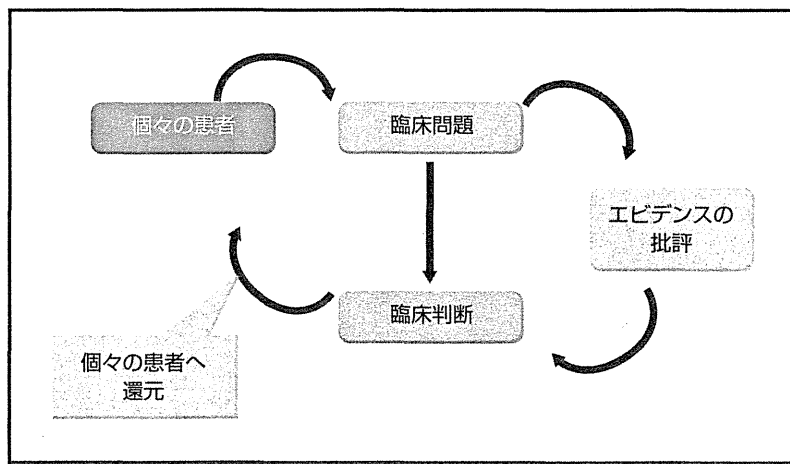 個々の患者
臨床問題
エビデンスの
批評
臨床判断
個々の患者へ
還元